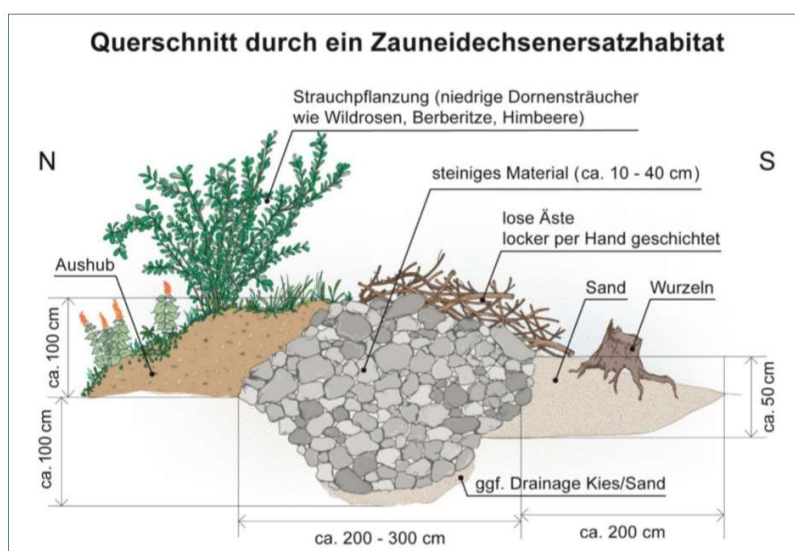 Querschnitt durch ein Zauneidechsenersatzhabitat
Strauchpflanzung (niedrige Dornensträucher
wie Wildrosen, Berberitze, Himbeere)
N
S
steiniges Material (ca. 10 - 40 cm)
lose Äste
locker per Hand geschichtet
Aushub
Sand
Wurzeln
ca. 100 cm
ca. 50 cm
ca. 100 cm
ggf. Drainage Kies/Sand
ca. 200 - 300 cm
ca. 200 cm